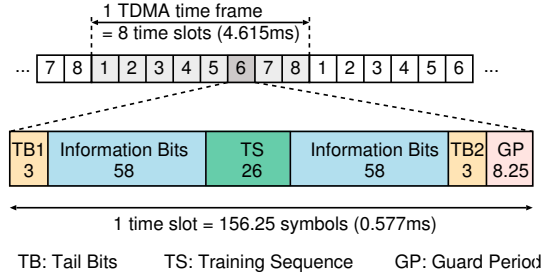 1 TDMA time frame
= 8 time slots (4.615ms)
... 7 8 1 2 3 4 5 6 7 8 1 2 3 4 5 6 ...
TB1 Information Bits TS Information Bits TB2 GP
3 58 26 58 3 8.25
1 time slot = 156.25 symbols (0.577ms)
TB: Tail Bits TS: Training Sequence GP: Guard Period